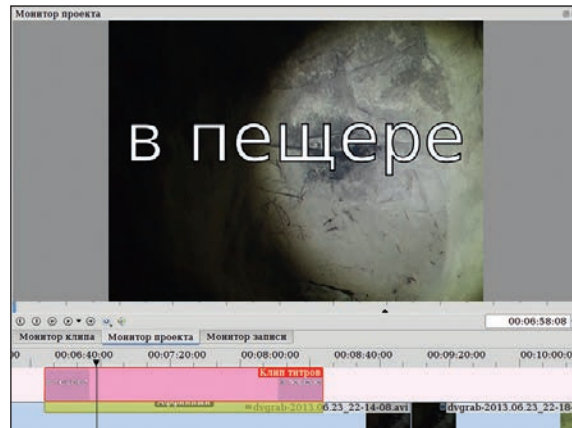 Монитор проекта
в пещере
00:06:58:08
Монитор клипа Монитор проекта Монитор записи
00:06:40:00 00:07:20:00 00:08:00:00 00:08:40:00 00:09:20:00 00:10:00:0
Клип титров
dvgrab-2013.06.23_22-14-08.avi dvgrab-2013.06.23_22-18-